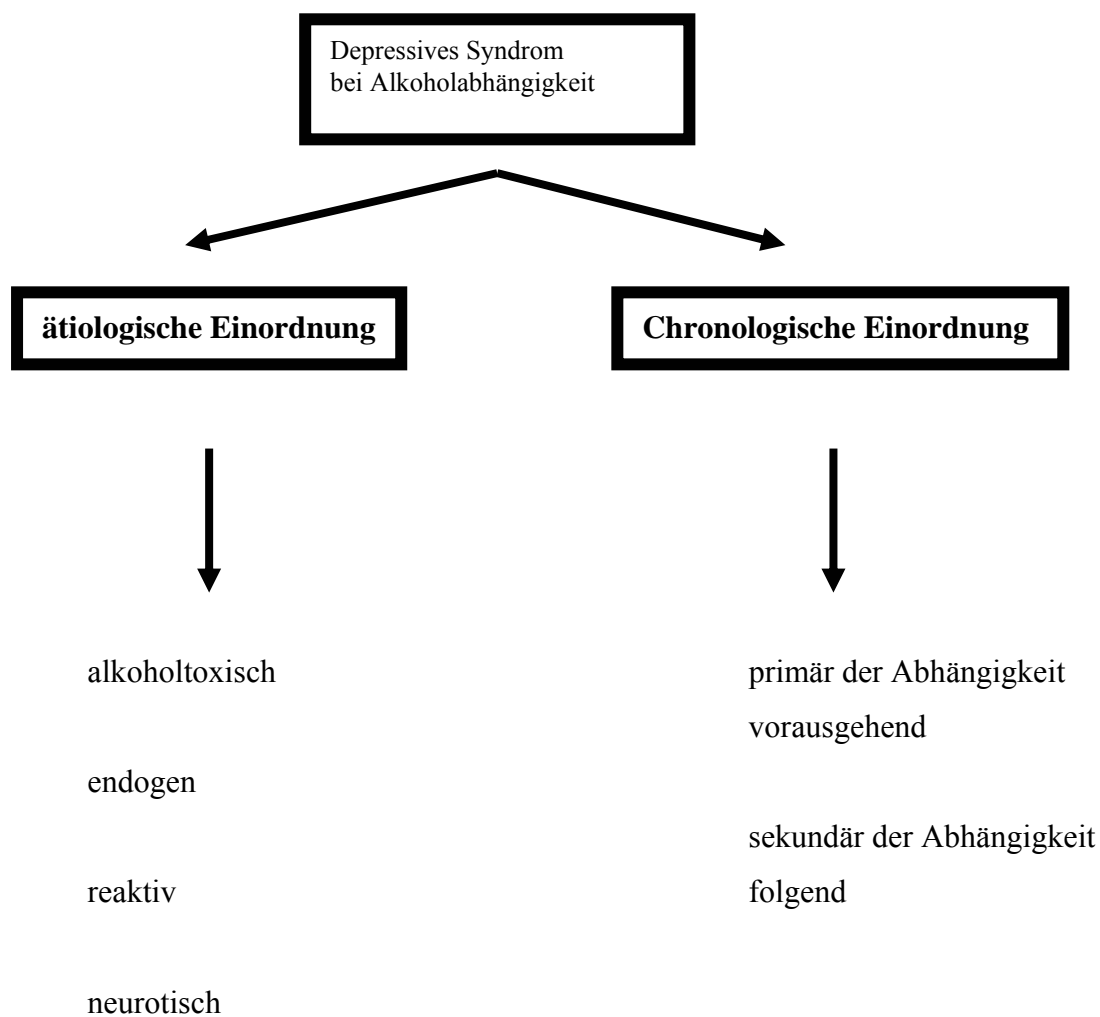 Depressives Syndrom
bei Alkoholabhängigkeit
ätiologische Einordnung
Chronologische Einordnung
alkoholtoxisch
endogen
reaktiv
neurotisch
primär der Abhängigkeit
vorausgehend
sekundär der Abhängigkeit
folgend